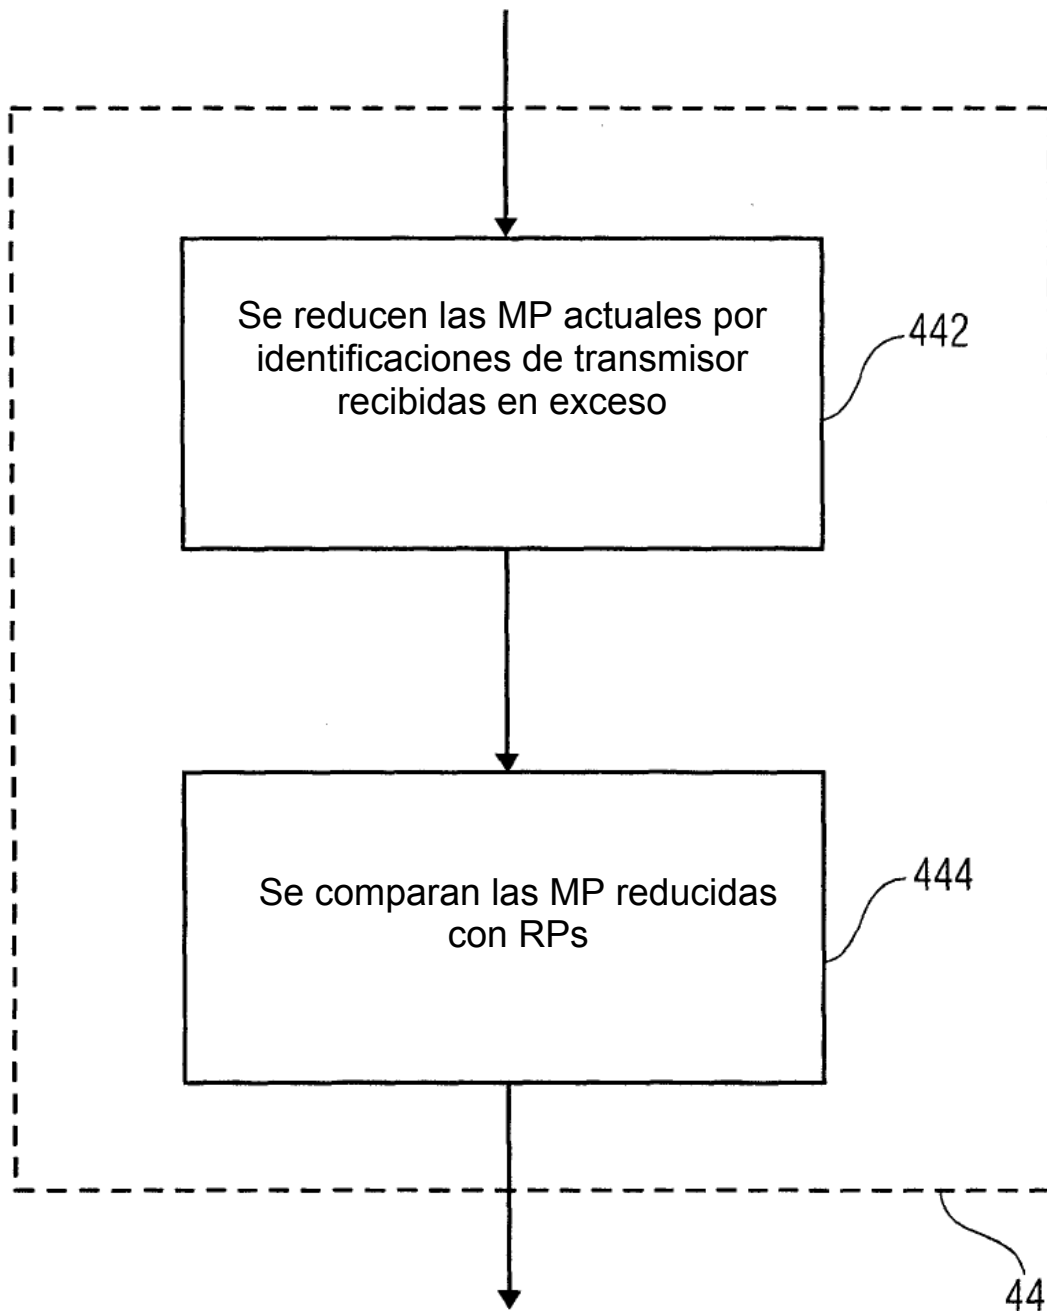 Se reducen las MP actuales por
identificaciones de transmisor
recibidas en exceso
442
Se comparan las MP reducidas
con RPs
444
44